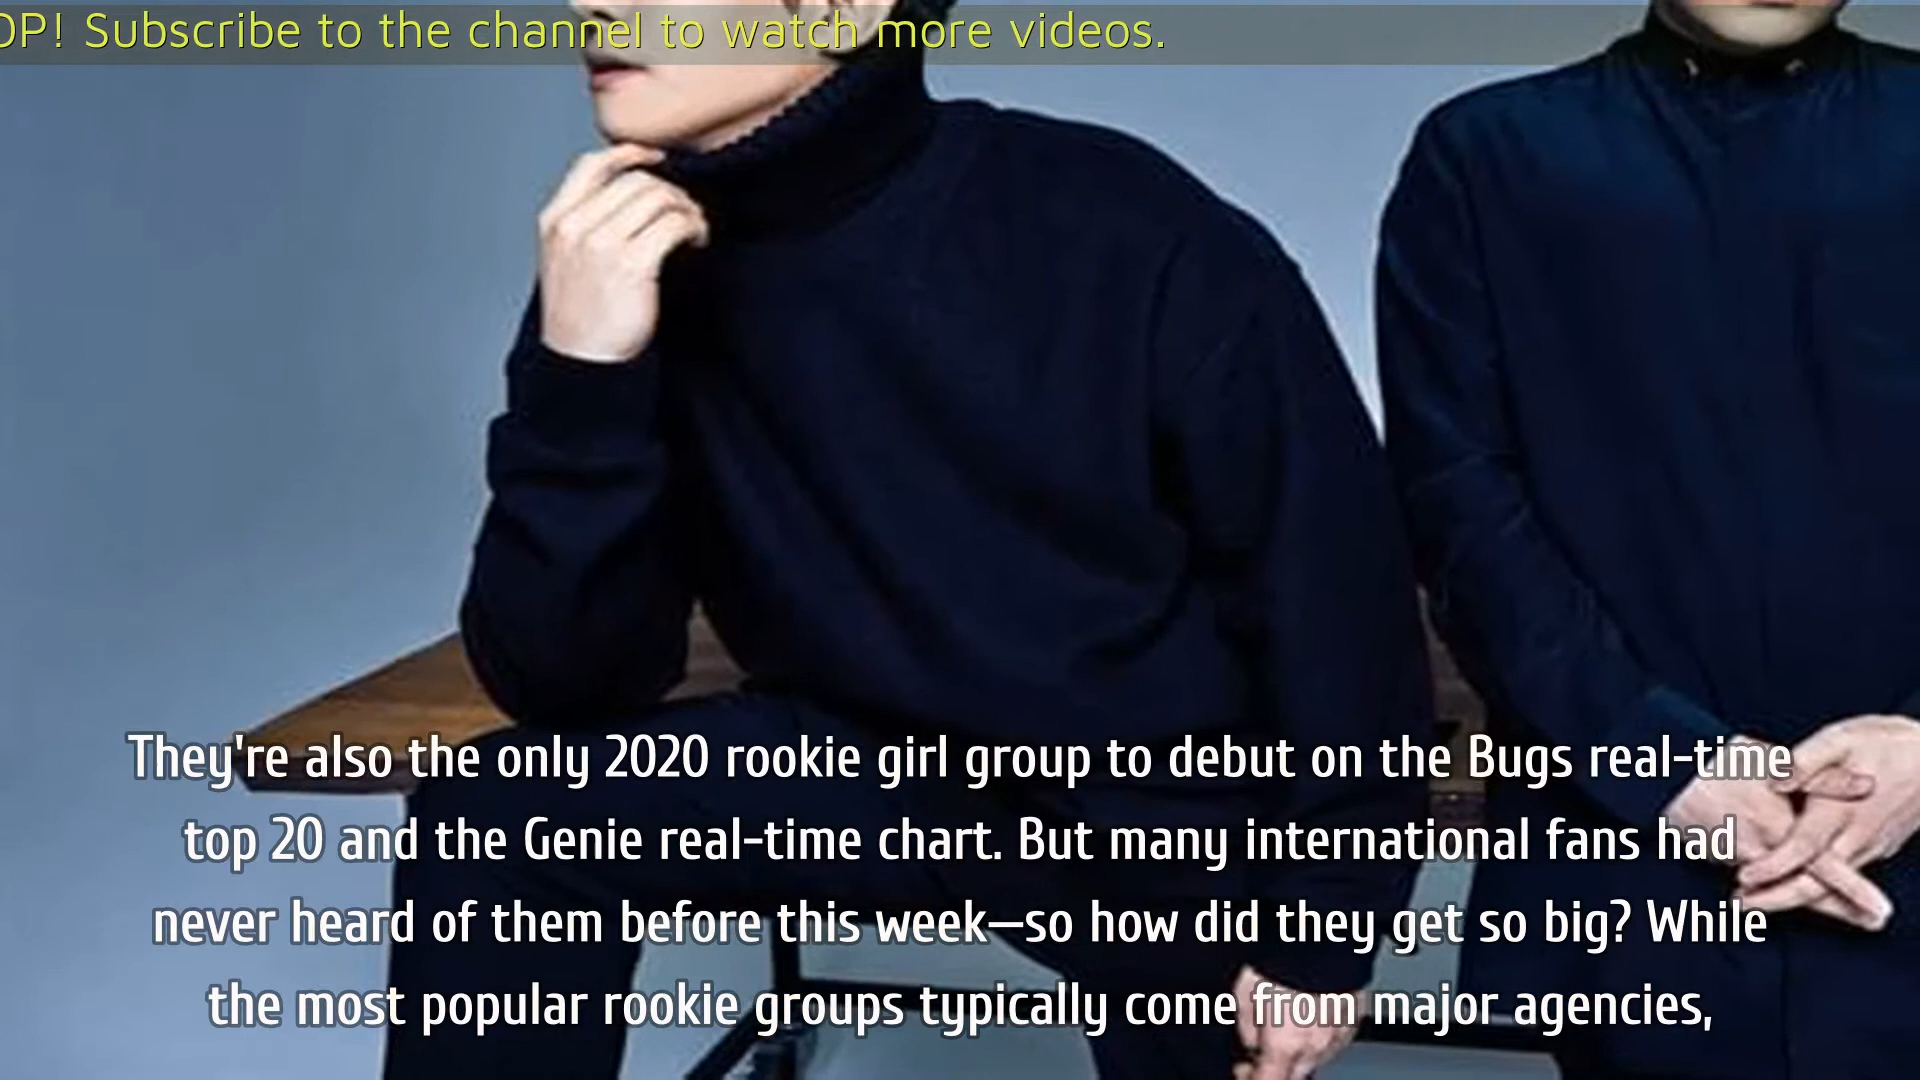 OP! Subscribe to the channel to watch more videos.
They're also the only 2020 rookie girl group to debut on the Bugs real-time
top 20 and the Genie real-time chart. But many international fans had
never heard of them before this week—so how did they get so big? While
the most popular rookie groups typically come from major agencies,